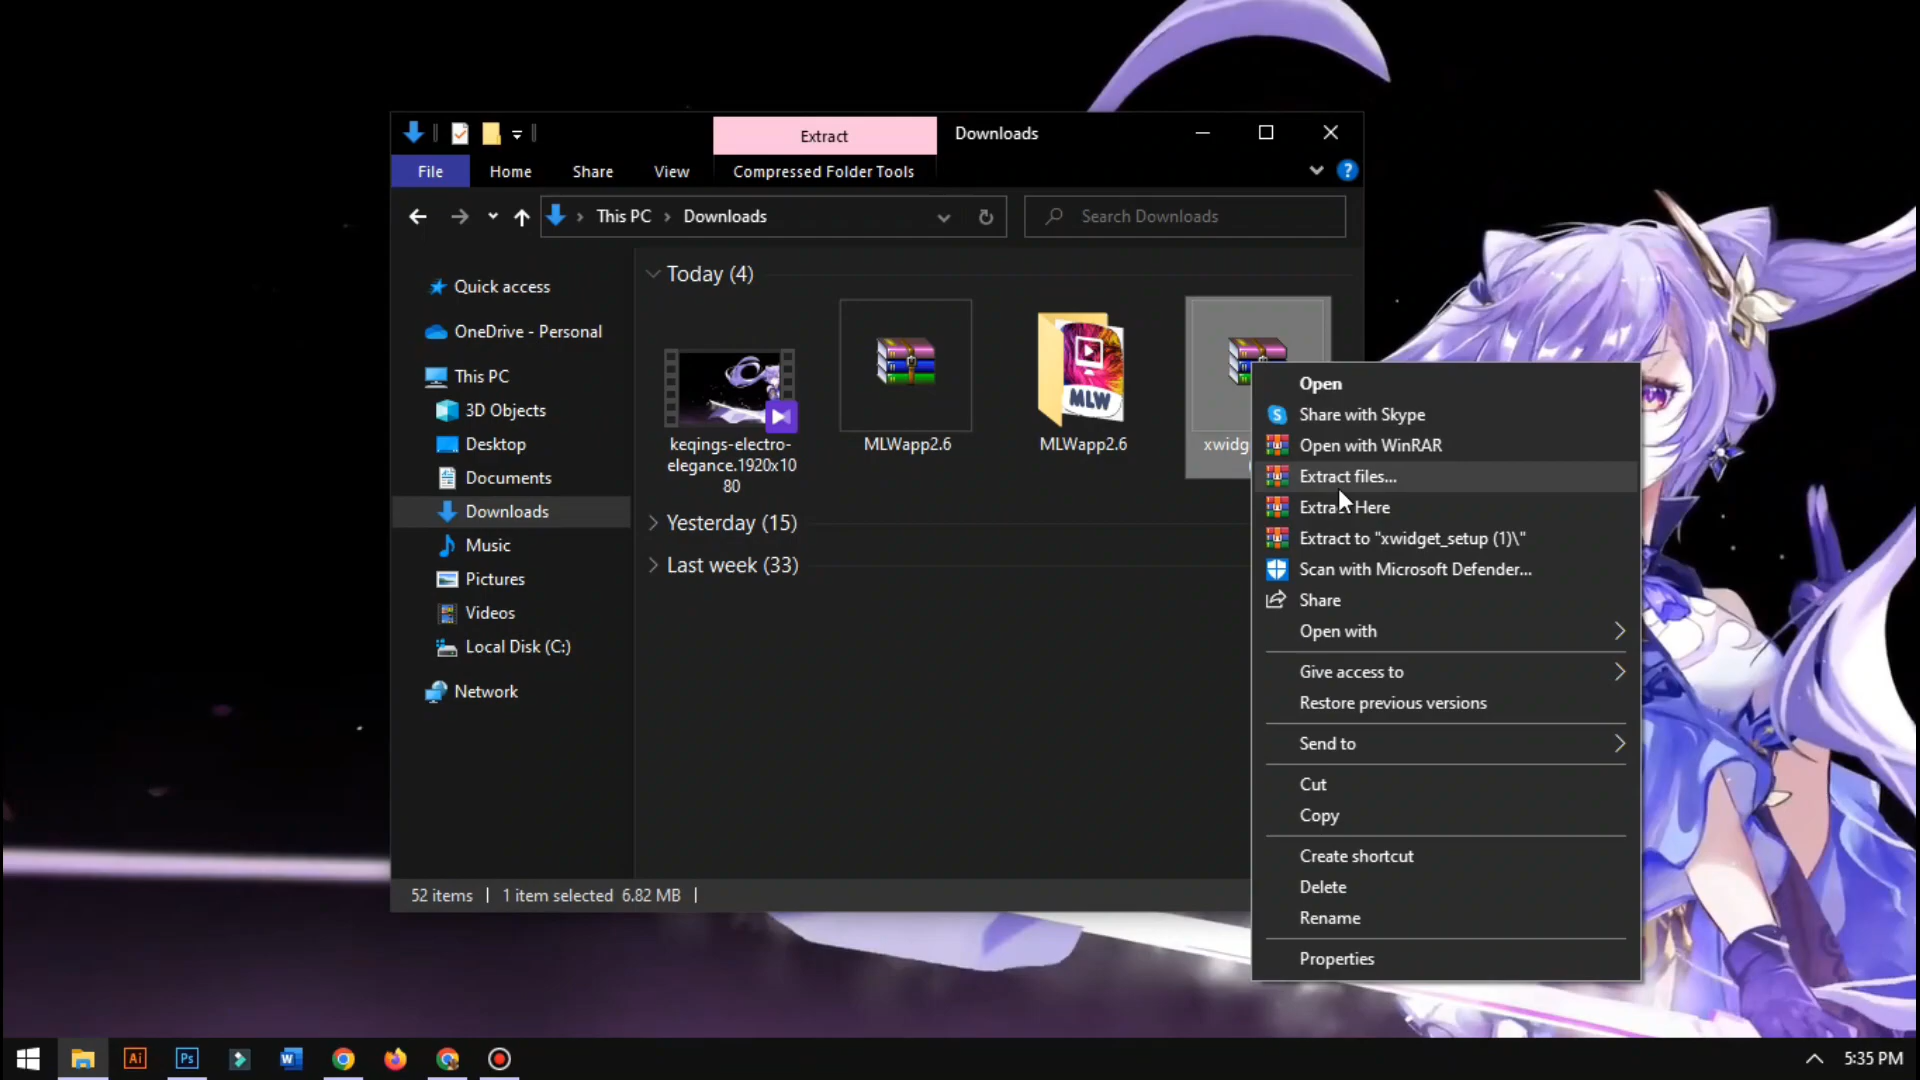 Extract
Downloads
File
Home
Share
View
Compressed Folder Tools
?
This PC
Downloads
Search Downloads
Quick access
OneDrive - Personal
This PC
3D Objects
Desktop
Documents
Downloads
Music
Pictures
Videos
Local Disk (C:)
Network
Today (4)
keqings-electro-
elegance.1920x10
80
MLWapp2.6
MLW
MLWapp2.6
xwidg
Yesterday (15)
Last week (33)
Open
S
Share with Skype
Open with WinRAR
Extract files...
Extract Here
Extract to "xwidget_setup (1)\"
Scan with Microsoft Defender...
Share
Open with
Give access to
Restore previous versions
Send to
Cut
Copy
Create shortcut
Delete
Rename
Properties
52 items
1 item selected 6.82 MB
Ai
Ps
W
5:35 PM